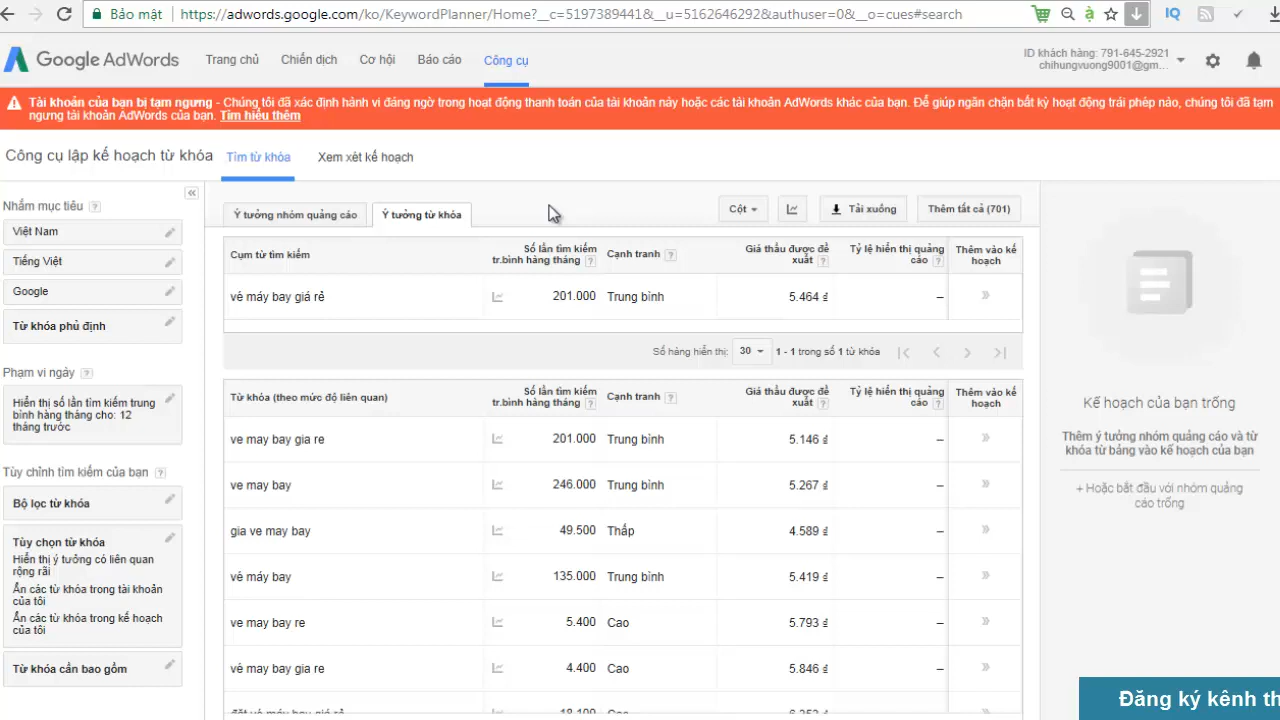 Bảo mật
https://adwords.google.com/ko/KeywordPlanner/Home?__c=5197389441&__u=5162646292&authuser=0&__o=cues#search
Google AdWords
Trang chủ
Chiến dịch
Cơ hội
Báo cáo
Công cụ
ID khách hàng: 791-645-2921
chihungvuong9001@gm...
Tài khoản của bạn bị tạm ngưng - Chúng tôi đã xác định hành vi đáng ngờ trong hoạt động thanh toán của tài khoản này hoặc các tài khoản AdWords khác của bạn. Để giúp ngăn chặn bất kỳ hoạt động trái phép nào, chúng tôi đã tạm
ngưng tài khoản AdWords của bạn. Tìm hiểu thêm
Công cụ lập kế hoạch từ khóa
Tìm từ khóa
Xem xét kế hoạch
Nhắm mục tiêu ?
Việt Nam
Tiếng Việt
Google
Từ khóa phủ định
Phạm vi ngày ?
Hiển thị số lần tìm kiếm trung
bình hàng tháng cho: 12
tháng trước
Tùy chỉnh tìm kiếm của bạn ?
Bộ lọc từ khóa
Tùy chọn từ khóa
Hiển thị ý tưởng có liên quan
rộng rãi
Ẩn các từ khóa trong tài khoản
của tôi
Ẩn các từ khóa trong kế hoạch
của tôi
Từ khóa cần bao gồm
Ý tưởng nhóm quảng cáo
Ý tưởng từ khóa
Cột
Tải xuống
Thêm tất cả (701)
Cụm từ tìm kiếm
Số lần tìm kiếm
tr.bình hàng tháng ?
Cạnh tranh ?
Giá thầu được đề
xuất ?
Tỷ lệ hiển thị quảng
cáo ?
Thêm vào kế
hoạch
vé máy bay giá rẻ 201.000 Trung bình 5.464 ₫ – »
Số hàng hiển thị: 30 1 - 1 trong số 1 từ khóa
Từ khóa (theo mức độ liên quan)
Số lần tìm kiếm
tr.bình hàng tháng ?
Cạnh tranh ?
Giá thầu được đề
xuất ?
Tỷ lệ hiển thị quảng
cáo ?
Thêm vào kế
hoạch
ve may bay gia re 201.000 Trung bình 5.146 ₫ – »
ve may bay 246.000 Trung bình 5.267 ₫ – »
gia ve may bay 49.500 Thấp 4.589 ₫ – »
vé máy bay 135.000 Trung bình 5.419 ₫ – »
ve may bay re 5.400 Cao 5.793 ₫ – »
vé may bay gia re 4.400 Cao 5.846 ₫ – »
đặt vé máy bay giá rẻ 18.100 Cao
Kế hoạch của bạn trống
Thêm ý tưởng nhóm quảng cáo và từ
khóa từ bảng vào kế hoạch của bạn
+ Hoặc bắt đầu với nhóm quảng
cáo trống
Đăng ký kênh th